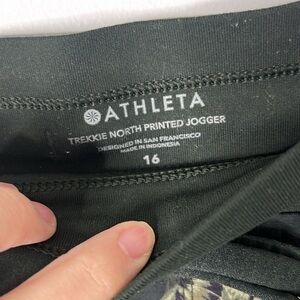 ATHLETA
TREKKIE NORTH PRINTED JOGGER
DESIGNED IN SAN FRANCISCO
MADE IN INDONESIA
16